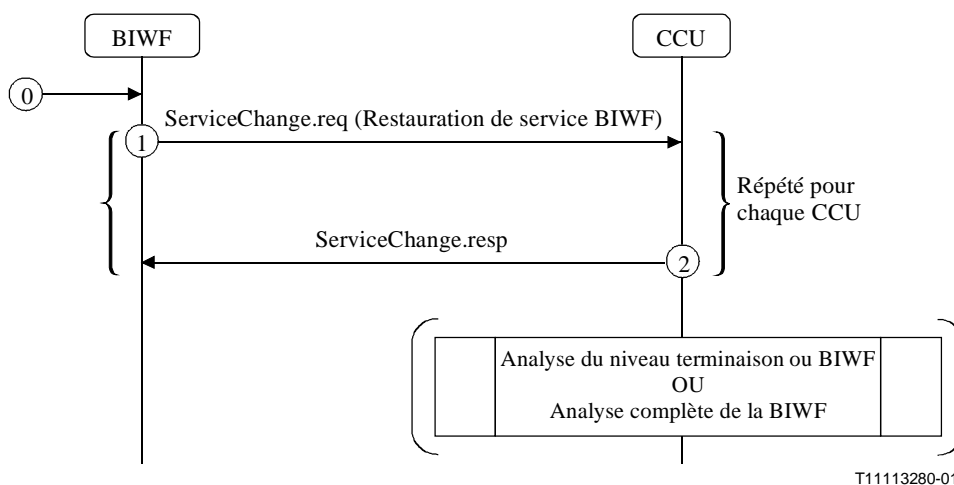 BIWF
CCU
0
ServiceChange.req (Restauration de service BIWF)
1
Répété pour
chaque CCU
ServiceChange.resp
2
Analyse du niveau terminaison ou BIWF
OU
Analyse complète de la BIWF
T11113280-01